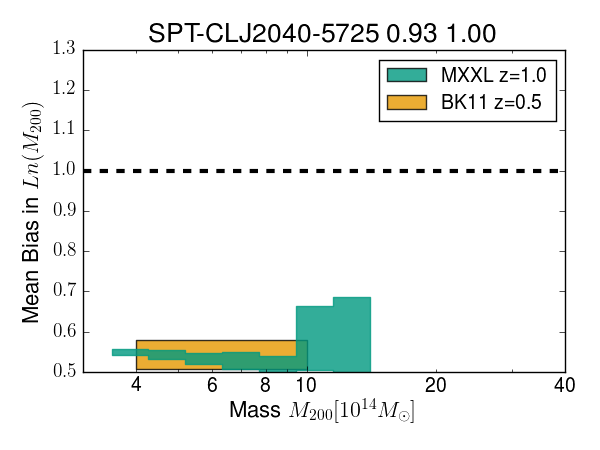 SPT-CLJ2040-5725 0.93 1.00
MXXL z=1.0
BK11 z=0.5
Mean Bias in Ln(M₂₀₀)
1.3
1.2
1.1
1.0
0.9
0.8
0.7
0.6
0.5
4 6 8 10 20 40
Mass M₂₀₀[10¹⁴M⊙]